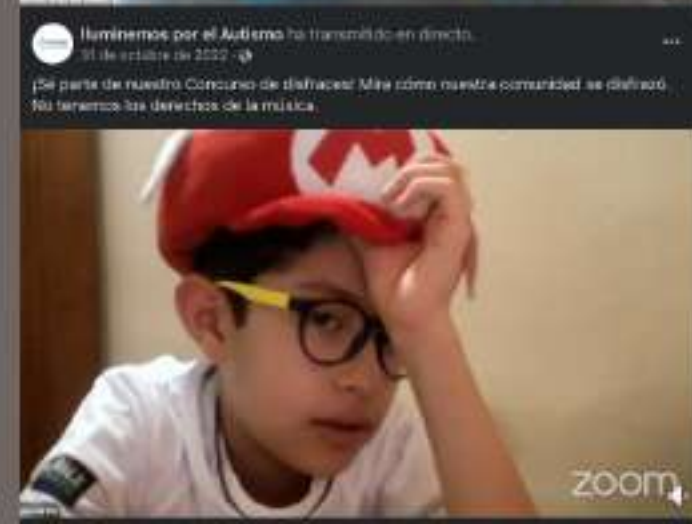 Iluminemos por el Autismo ha transmitido en directo.
31 de octubre de 2022
¡Sé parte de nuestro Concurso de disfraces! Mira cómo nuestra comunidad se disfrazó.
No tenemos los derechos de la música.
M
zoom